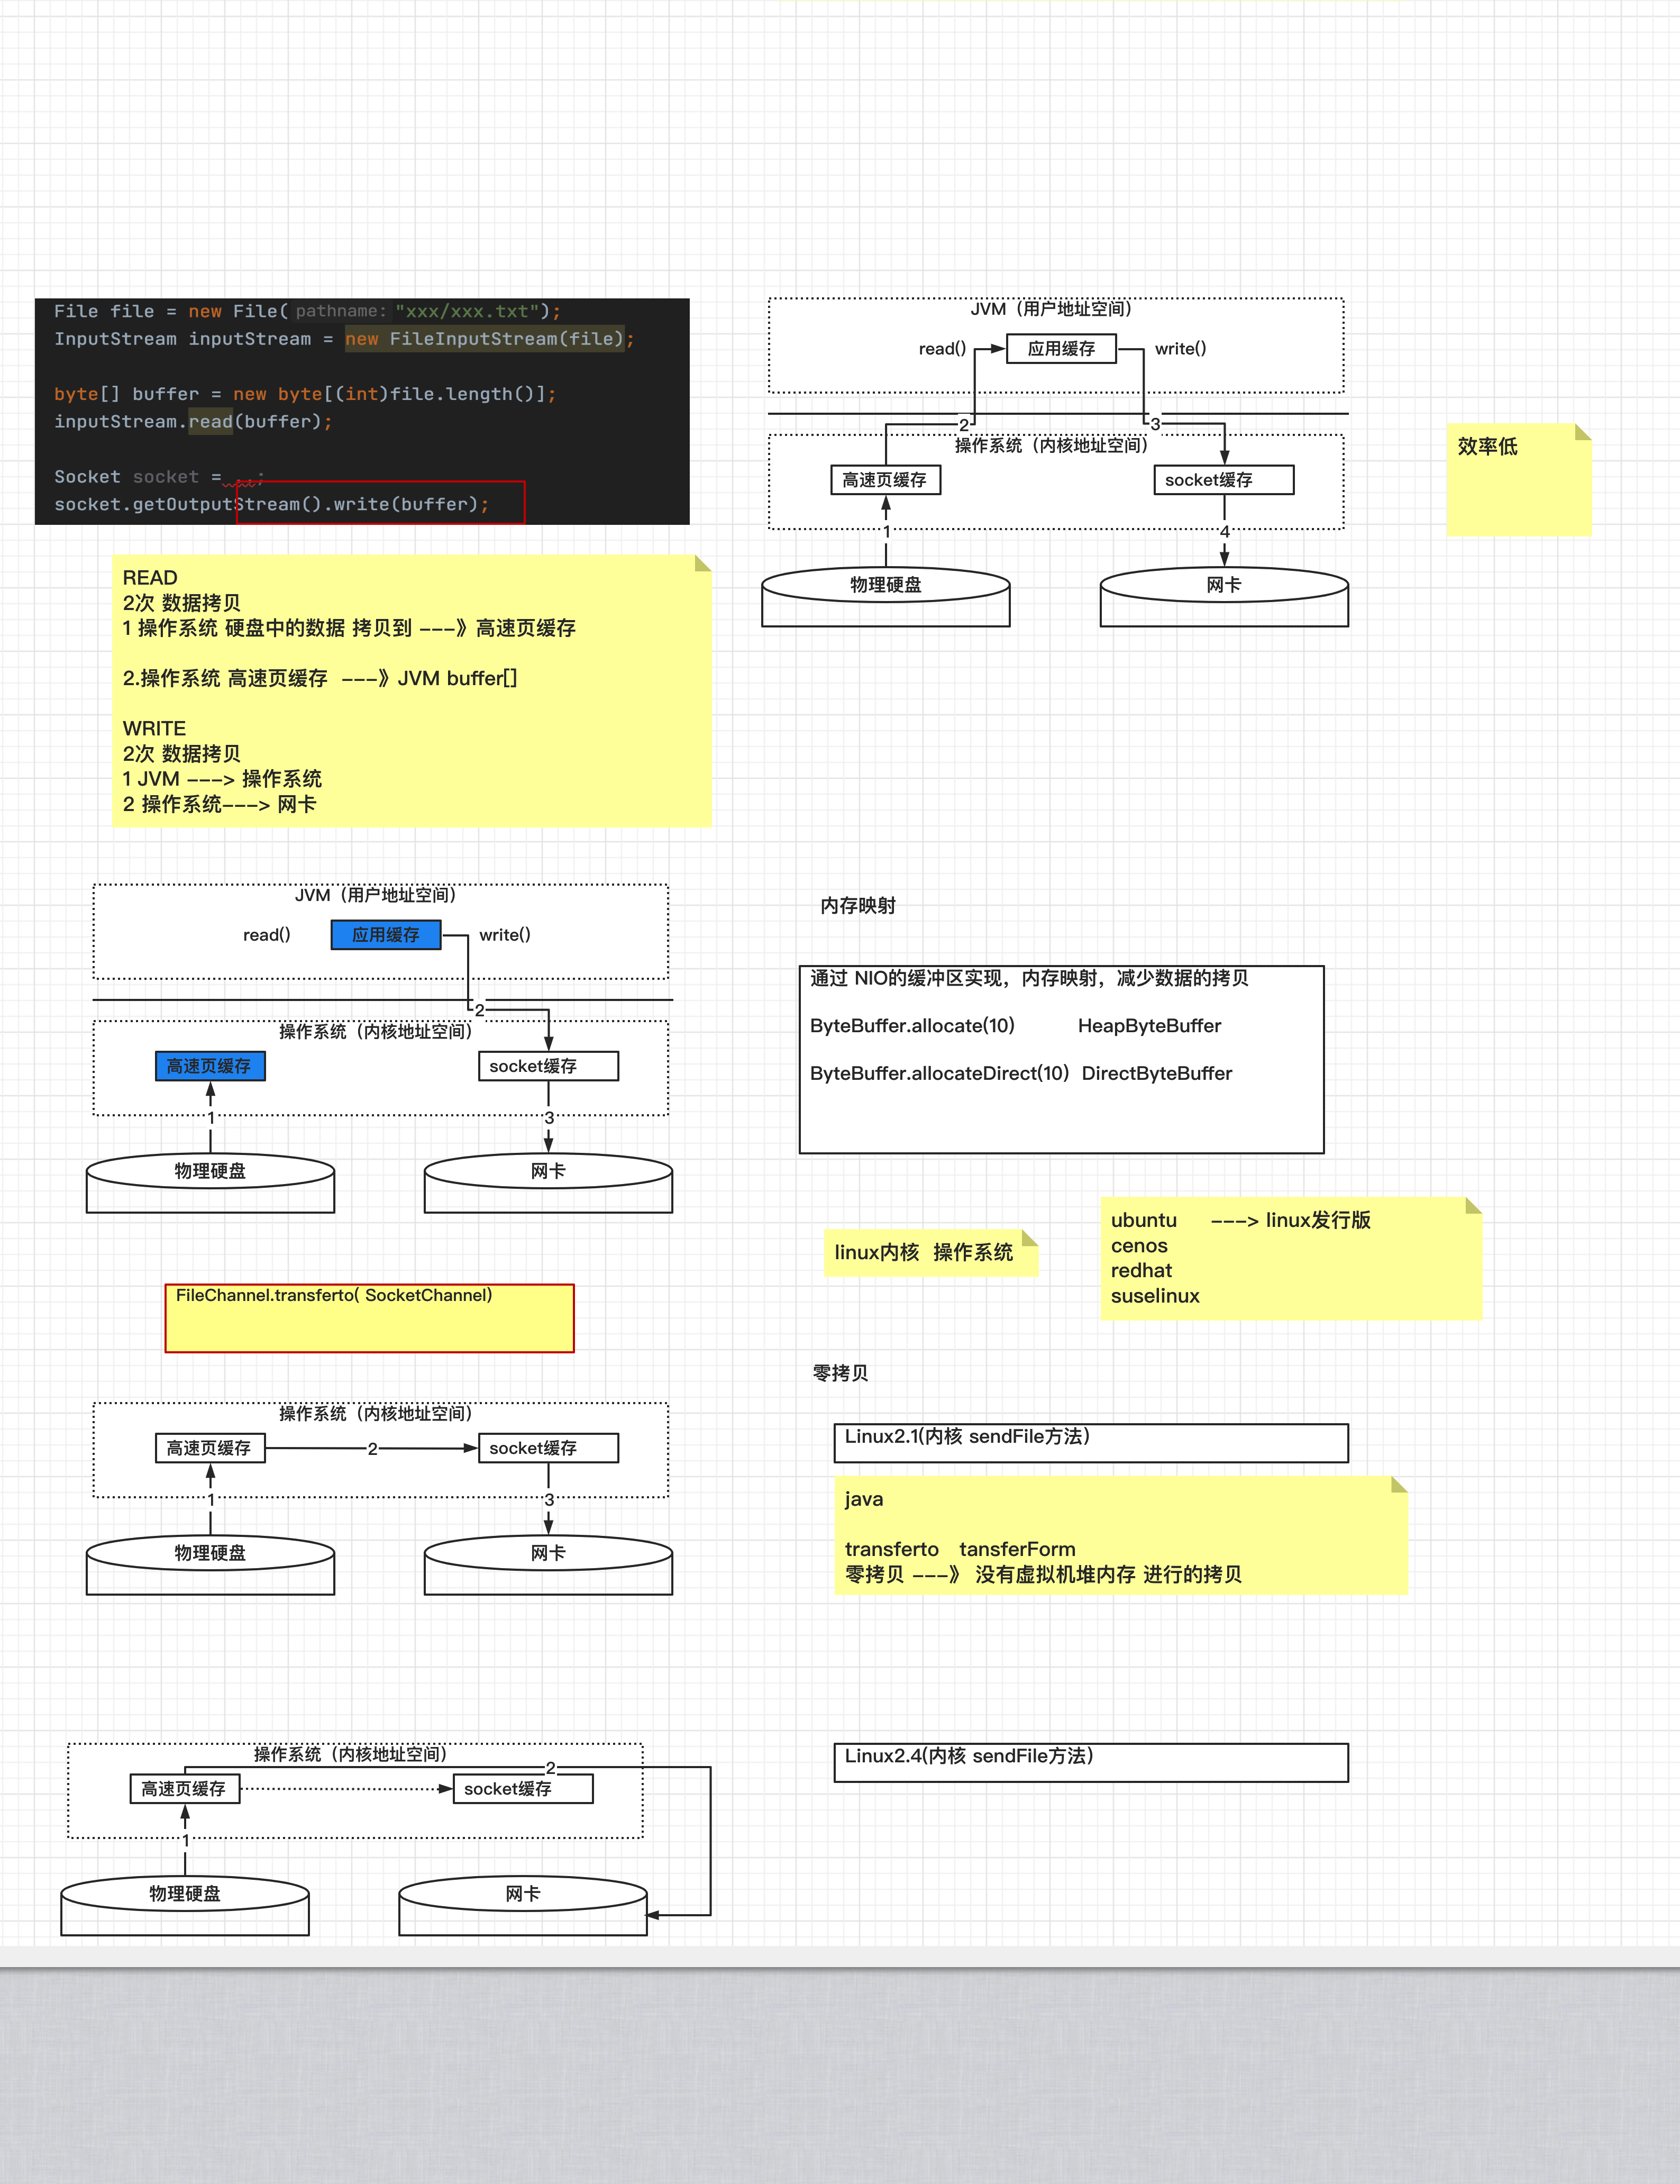 File file = new File( pathname: "xxx/xxx.txt");
InputStream inputStream = new FileInputStream(file);
byte[] buffer = new byte[(int)file.length()];
inputStream.read(buffer);
Socket socket = ...;
socket.getOutputStream().write(buffer);
JVM（用户地址空间）
read()
应用缓存
write()
2
3
操作系统（内核地址空间）
高速页缓存
socket缓存
1
4
物理硬盘
网卡
效率低
READ
2次 数据拷贝
1 操作系统 硬盘中的数据 拷贝到 ---》高速页缓存
2.操作系统 高速页缓存 ---》JVM buffer[]
WRITE
2次 数据拷贝
1 JVM ---> 操作系统
2 操作系统---> 网卡
JVM（用户地址空间）
read()
应用缓存
write()
2
操作系统（内核地址空间）
高速页缓存
socket缓存
1
3
物理硬盘
网卡
内存映射
通过 NIO的缓冲区实现，内存映射，减少数据的拷贝
ByteBuffer.allocate(10) HeapByteBuffer
ByteBuffer.allocateDirect(10) DirectByteBuffer
linux内核 操作系统
ubuntu ---> linux发行版
cenos
redhat
suselinux
FileChannel.transferto( SocketChannel)
零拷贝
操作系统（内核地址空间）
高速页缓存
2
socket缓存
1
3
物理硬盘
网卡
Linux2.1(内核 sendFile方法)
java
transferto tansferForm
零拷贝 ---》 没有虚拟机堆内存 进行的拷贝
操作系统（内核地址空间）
2
高速页缓存
socket缓存
1
物理硬盘
网卡
Linux2.4(内核 sendFile方法)